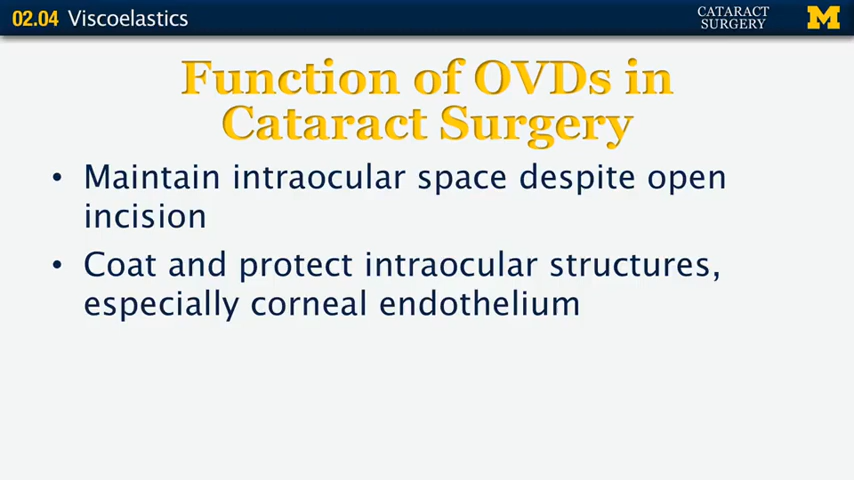 02.04 Viscoelastics
CATARACT
SURGERY
M
Function of OVDs in
Cataract Surgery
• Maintain intraocular space despite open
incision
• Coat and protect intraocular structures,
especially corneal endothelium